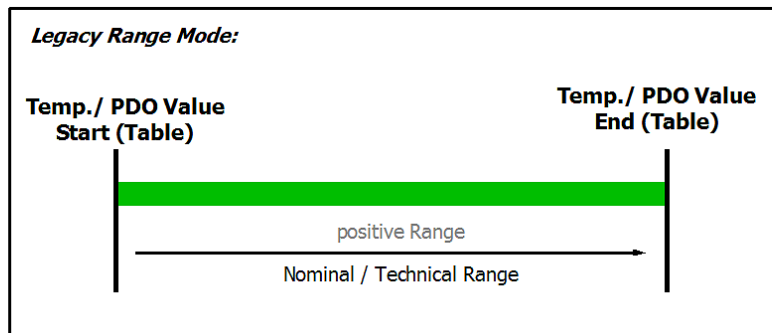 Legacy Range Mode:
Temp./ PDO Value
Start (Table)
Temp./ PDO Value
End (Table)
positive Range
Nominal / Technical Range